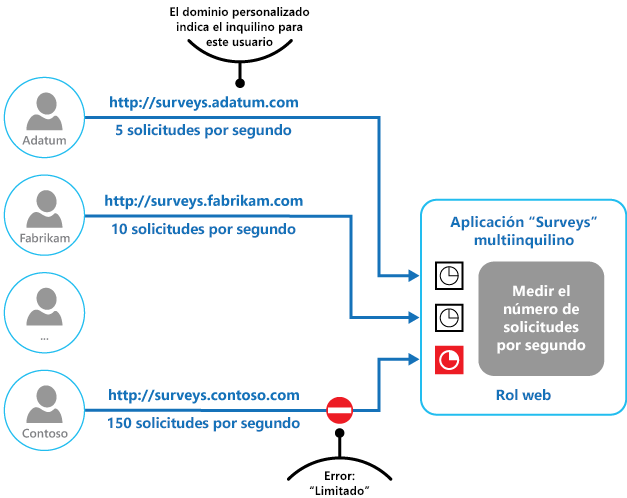 El dominio personalizado
indica el inquilino para
este usuario
http://surveys.adatum.com
5 solicitudes por segundo
Adatum
http://surveys.fabrikam.com
10 solicitudes por segundo
Fabrikam
Aplicación “Surveys”
multiinquilino
Medir el
número de
solicitudes
por segundo
Rol web
...
http://surveys.contoso.com
150 solicitudes por segundo
Contoso
Error:
“Limitado”